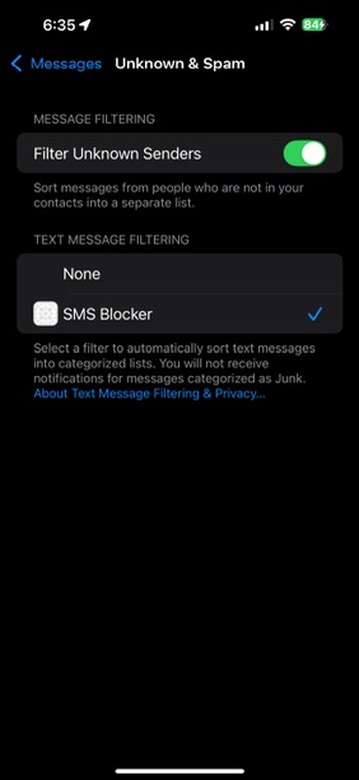 6:35
84
Messages
Unknown & Spam
MESSAGE FILTERING
Filter Unknown Senders
Sort messages from people who are not in your
contacts into a separate list.
TEXT MESSAGE FILTERING
None
SMS Blocker
Select a filter to automatically sort text messages
into categorized lists. You will not receive
notifications for messages categorized as Junk.
About Text Message Filtering & Privacy...